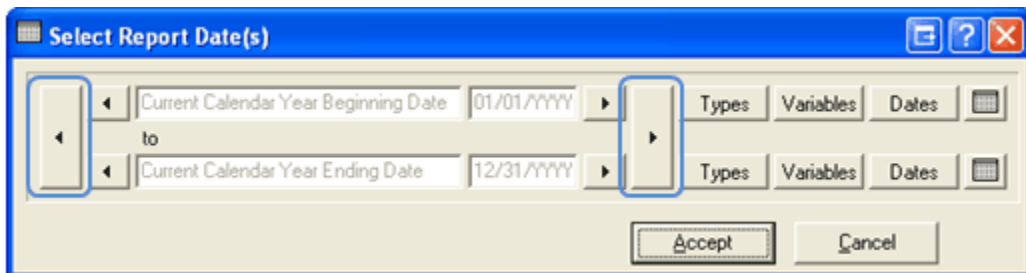 Select Report Date(s)
Current Calendar Year Beginning Date 01/01/YYYY Types Variables Dates
to
Current Calendar Year Ending Date 12/31/YYYY Types Variables Dates
Accept Cancel